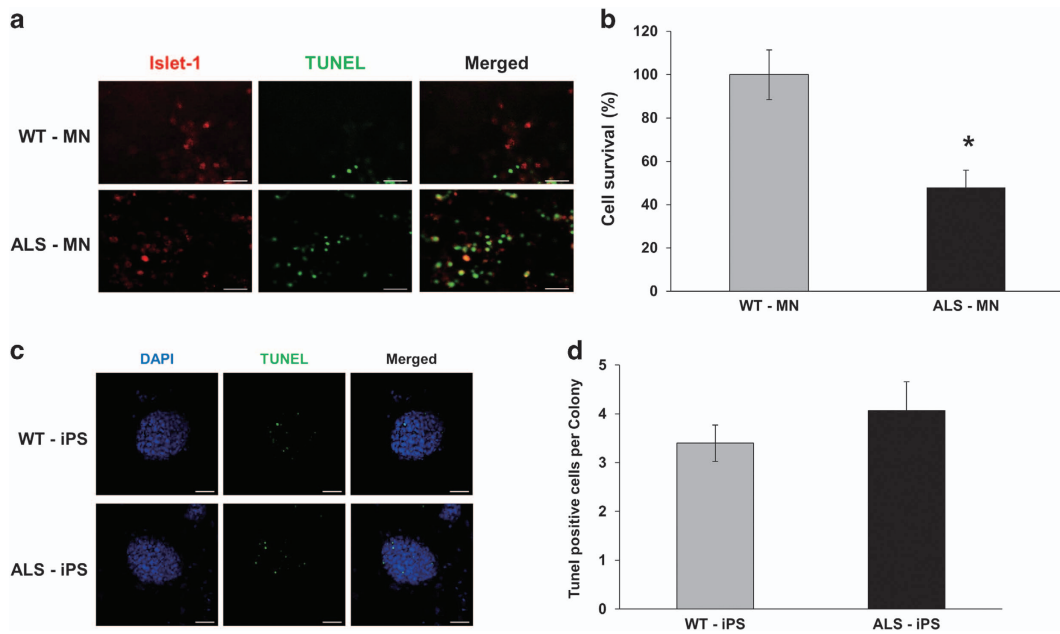 a
Islet-1 TUNEL Merged
WT - MN
ALS - MN
b
Cell survival (%)
120
100
80
60
40
20
0
*
WT - MN ALS - MN
c
DAPI TUNEL Merged
WT - iPS
ALS - iPS
d
Tunel positive cells per Colony
5
4
3
2
1
0
WT - iPS ALS - iPS